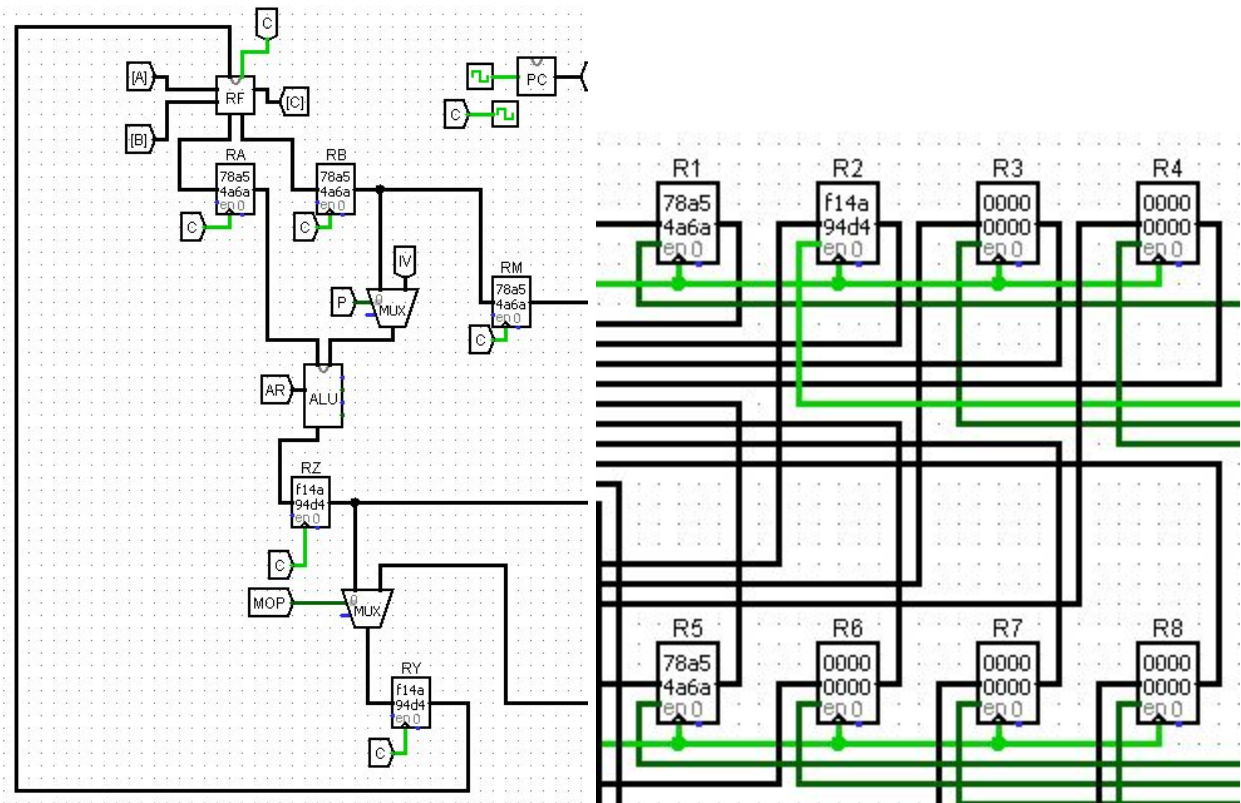 C
[A]
RF
[C]
[B]
PC
C
RA
78a5
4a6a
en 0
C
RB
78a5
4a6a
en 0
C
IV
P
0
MUX
RM
78a5
4a6a
en 0
C
AR
ALU
RZ
f14a
94d4
en 0
C
MOP
0
MUX
RY
f14a
94d4
en 0
C
R1
78a5
4a6a
en 0
R2
f14a
94d4
en 0
R3
0000
0000
en 0
R4
0000
0000
en 0
R5
78a5
4a6a
en 0
R6
0000
0000
en 0
R7
0000
0000
en 0
R8
0000
0000
en 0